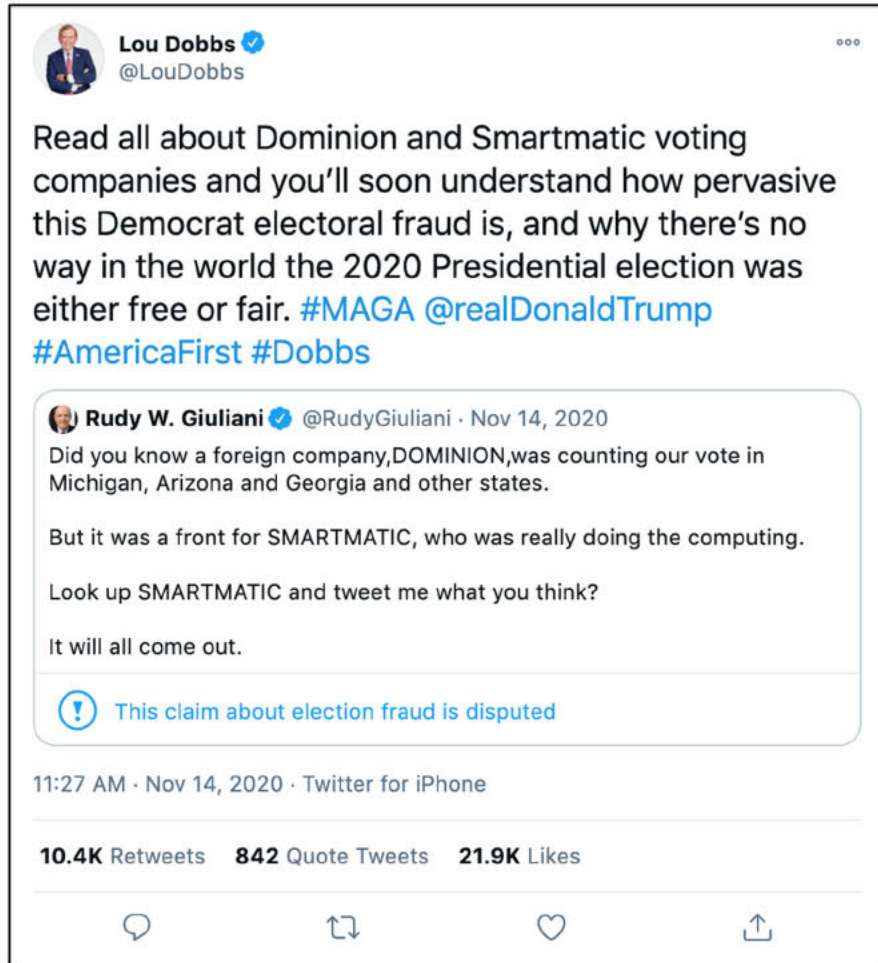 Lou Dobbs
@LouDobbs
Read all about Dominion and Smartmatic voting
companies and you’ll soon understand how pervasive
this Democrat electoral fraud is, and why there’s no
way in the world the 2020 Presidential election was
either free or fair. #MAGA @realDonaldTrump
#AmericaFirst #Dobbs
Rudy W. Giuliani @RudyGiuliani · Nov 14, 2020
Did you know a foreign company,DOMINION,was counting our vote in
Michigan, Arizona and Georgia and other states.
But it was a front for SMARTMATIC, who was really doing the computing.
Look up SMARTMATIC and tweet me what you think?
It will all come out.
This claim about election fraud is disputed
11:27 AM · Nov 14, 2020 · Twitter for iPhone
10.4K Retweets 842 Quote Tweets 21.9K Likes